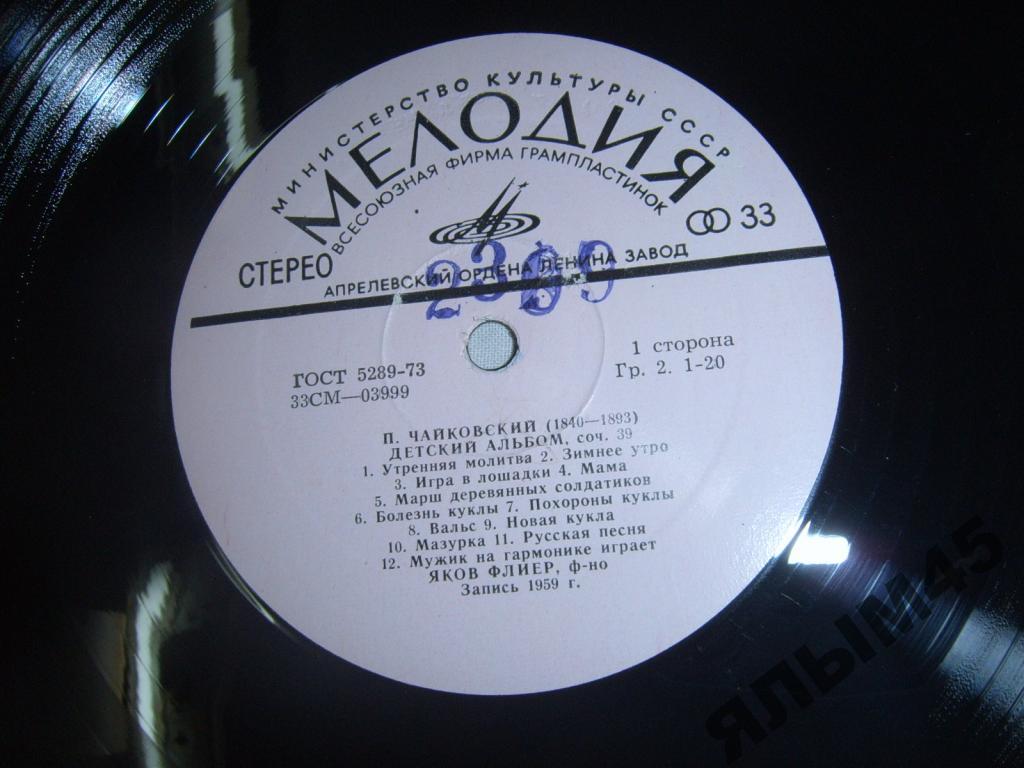 МИНИСТЕРСТВО КУЛЬТУРЫ СССР
МЕЛОДИЯ
ВСЕСОЮЗНАЯ ФИРМА ГРАМПЛАСТИНОК
СТЕРЕО
33
АПРЕЛЕВСКИЙ ОРДЕНА ЛЕНИНА ЗАВОД
ГОСТ 5289-73
33СМ—03999
1 сторона
Гр. 2. 1-20
П. ЧАЙКОВСКИЙ (1840—1893)
ДЕТСКИЙ АЛЬБОМ, соч. 39
1. Утренняя молитва 2. Зимнее утро
3. Игра в лошадки 4. Мама
5. Марш деревянных солдатиков
6. Болезнь куклы 7. Похороны куклы
8. Вальс 9. Новая кукла
10. Мазурка 11. Русская песня
12. Мужик на гармонике играет
ЯКОВ ФЛИЕР, ф-но
Запись 1959 г.
ЯЛЫМ45